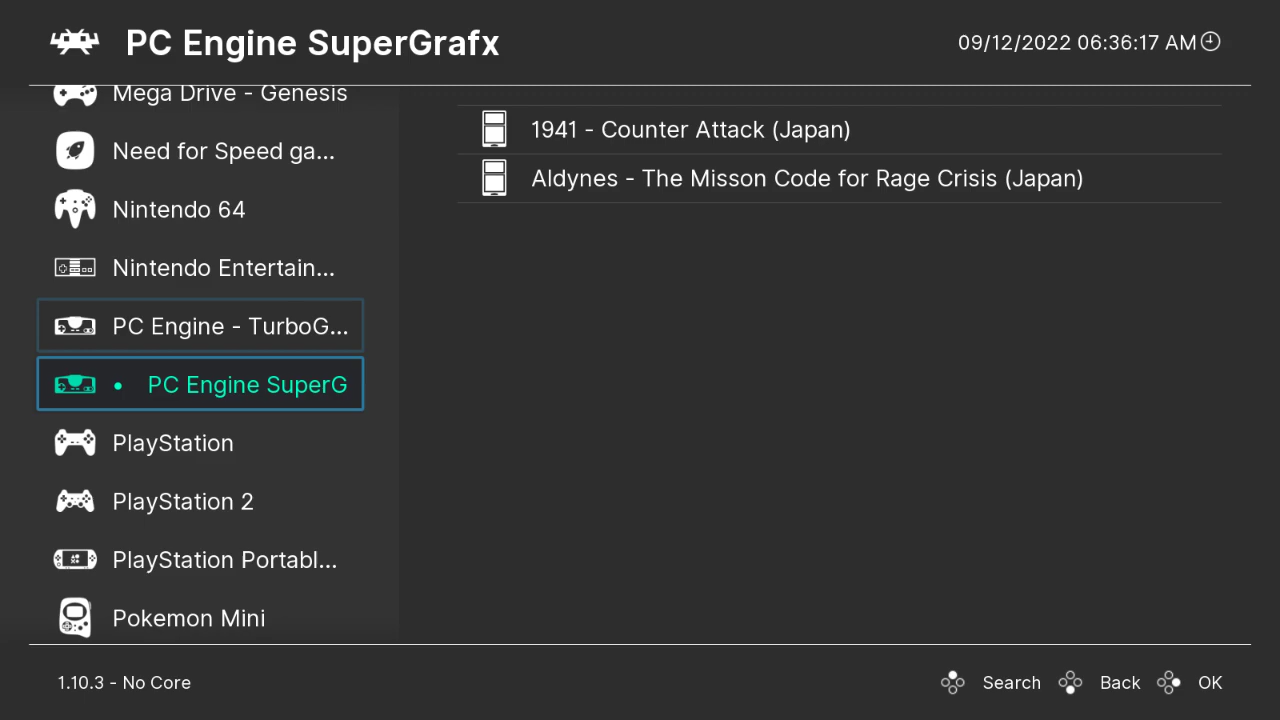 PC Engine SuperGrafx
09/12/2022 06:36:17 AM
Mega Drive - Genesis
Need for Speed ga...
Nintendo 64
Nintendo Entertain...
PC Engine - TurboG...
• PC Engine SuperG
PlayStation
PlayStation 2
PlayStation Portabl...
Pokemon Mini
1941 - Counter Attack (Japan)
Aldynes - The Misson Code for Rage Crisis (Japan)
1.10.3 - No Core
Search Back OK